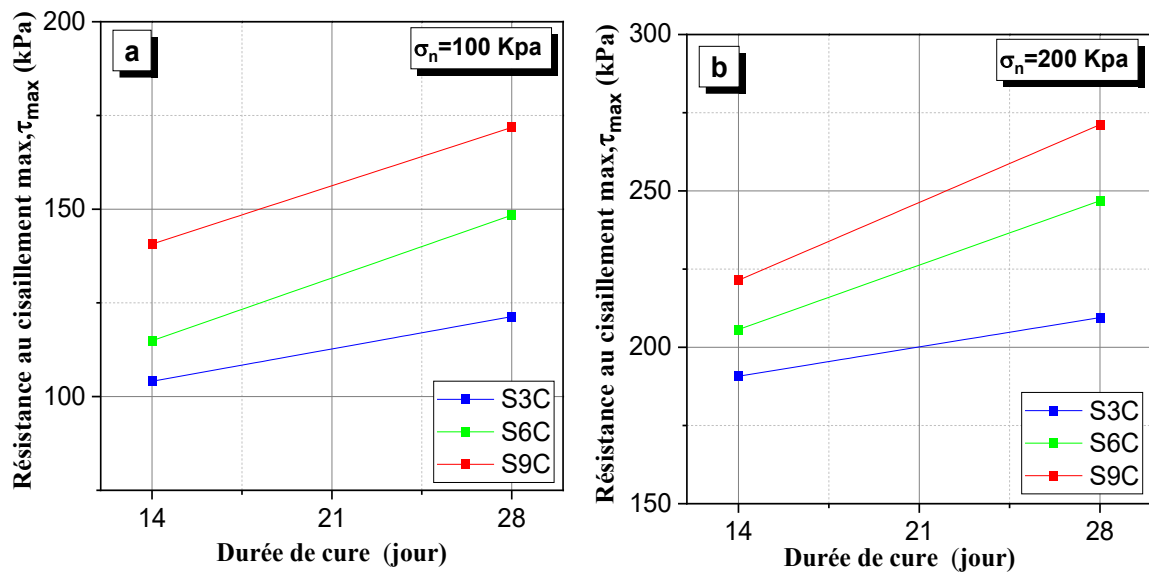 a
σn=100 Kpa
Résistance au cisaillement max,τmax (kPa)
200
150
100
S3C
S6C
S9C
14
21
28
Durée de cure (jour)
b
σn=200 Kpa
Résistance au cisaillement max,τmax (kPa)
300
250
200
150
S3C
S6C
S9C
14
21
28
Durée de cure (jour)